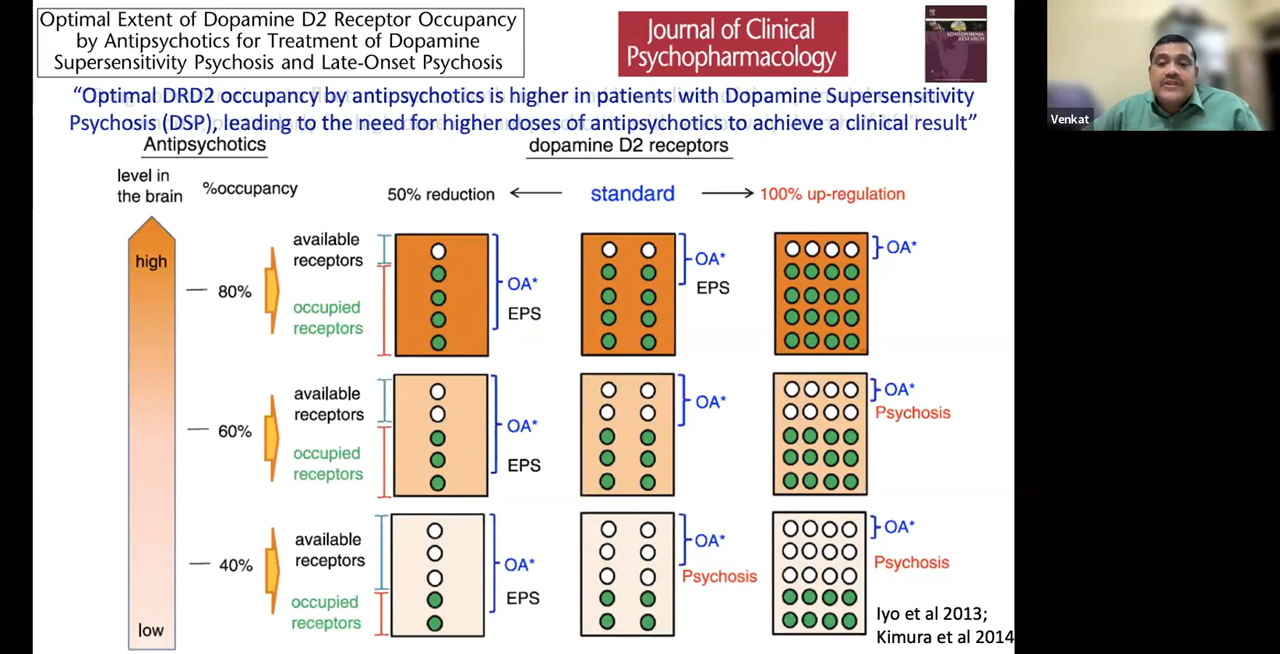 Optimal Extent of Dopamine D2 Receptor Occupancy
by Antipsychotics for Treatment of Dopamine
Supersensitivity Psychosis and Late-Onset Psychosis
Journal of Clinical
Psychopharmacology
SCHIZOPHRENIA
RESEARCH
Venkat
“Optimal DRD2 occupancy by antipsychotics is higher in patients with Dopamine Supersensitivity
Psychosis (DSP), leading to the need for higher doses of antipsychotics to achieve a clinical result”
Antipsychotics
dopamine D2 receptors
level in
the brain
%occupancy
50% reduction
standard
100% up-regulation
high
80%
available
receptors
occupied
receptors
OA*
EPS
OA*
EPS
OA*
60%
available
receptors
occupied
receptors
OA*
EPS
OA*
OA*
Psychosis
40%
available
receptors
occupied
receptors
OA*
EPS
OA*
Psychosis
OA*
Psychosis
low
Iyo et al 2013;
Kimura et al 2014